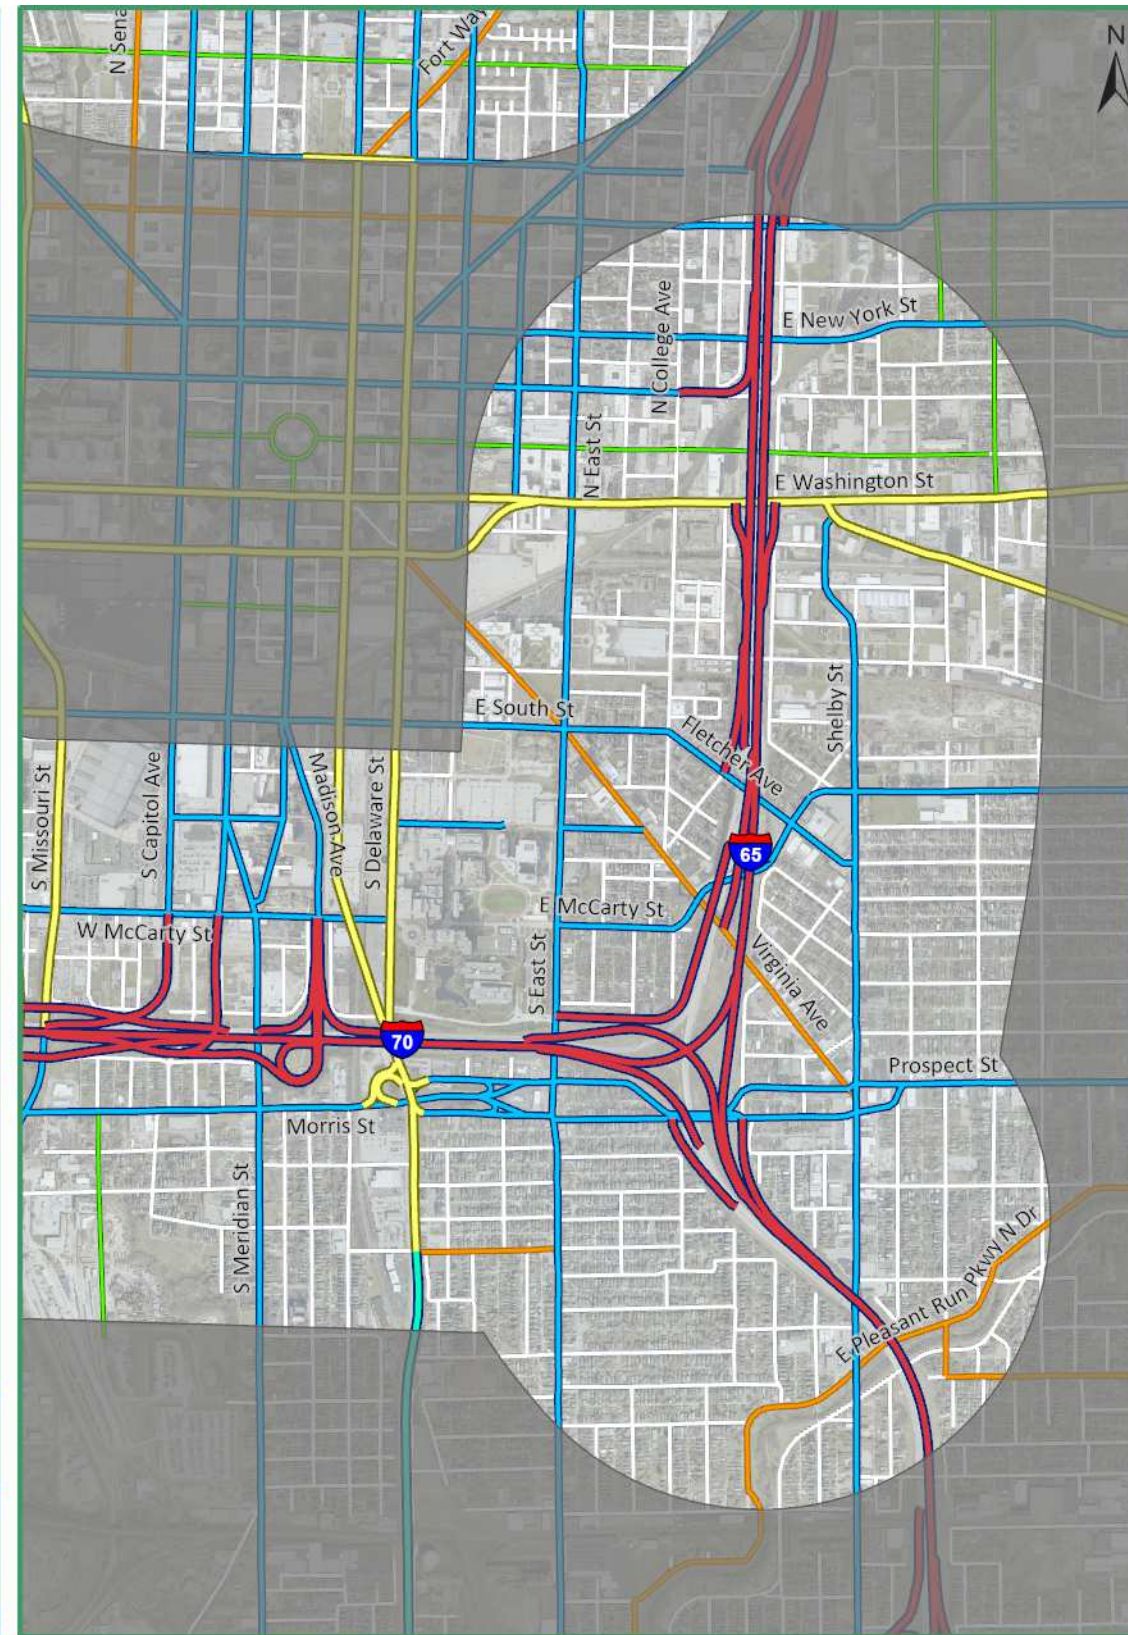 N Sena
Fort Way
N
N College Ave
E New York St
N East St
E Washington St
Shelby St
E South St
Fletcher Ave
S Missouri St
S Capitol Ave
Madison Ave
S Delaware St
65
E McCarty St
W McCarty St
S East St
Virginia Ave
70
Prospect St
Morris St
S Meridian St
E Pleasant Run Pkwy N Dr